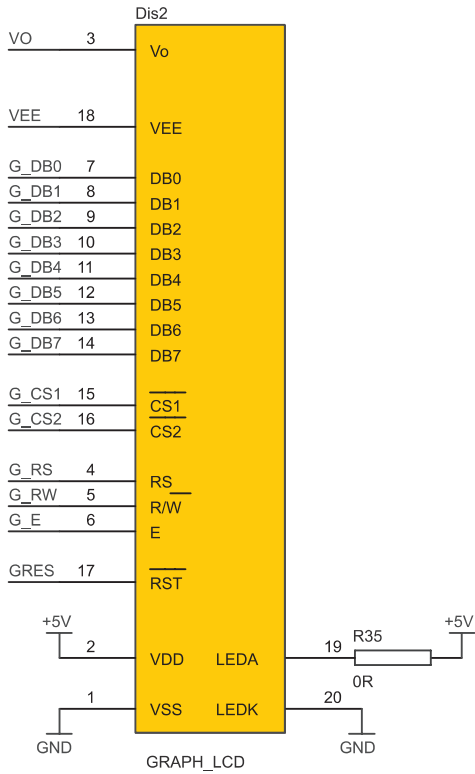 Dis2
VO 3 Vo
VEE 18 VEE
G_DB0 7 DB0
G_DB1 8 DB1
G_DB2 9 DB2
G_DB3 10 DB3
G_DB4 11 DB4
G_DB5 12 DB5
G_DB6 13 DB6
G_DB7 14 DB7
G_CS1 15 CS1
G_CS2 16 CS2
G_RS 4 RS
G_RW 5 R/W
G_E 6 E
GRES 17 RST
+5V 2 VDD LEDA 19 R35 0R +5V
GND 1 VSS LEDK 20 GND
GRAPH_LCD